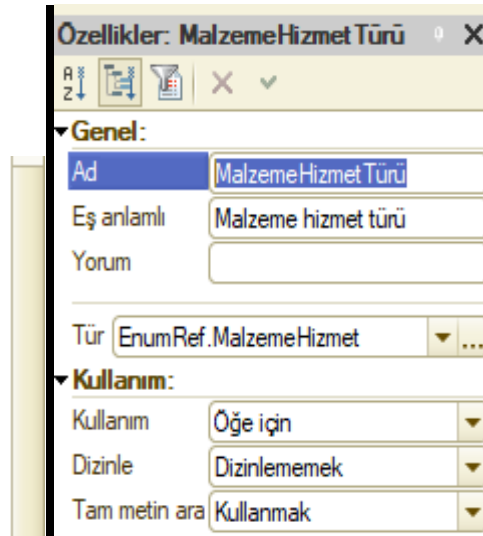 Özellikler: MalzemeHizmetTürü
Genel:
Ad MalzemeHizmetTürü
Eş anlamlı Malzeme hizmet türü
Yorum
Tür EnumRef.MalzemeHizmet ...
Kullanım:
Kullanım Öğe için
Dizinle Dizinlememek
Tam metin ara Kullanmak